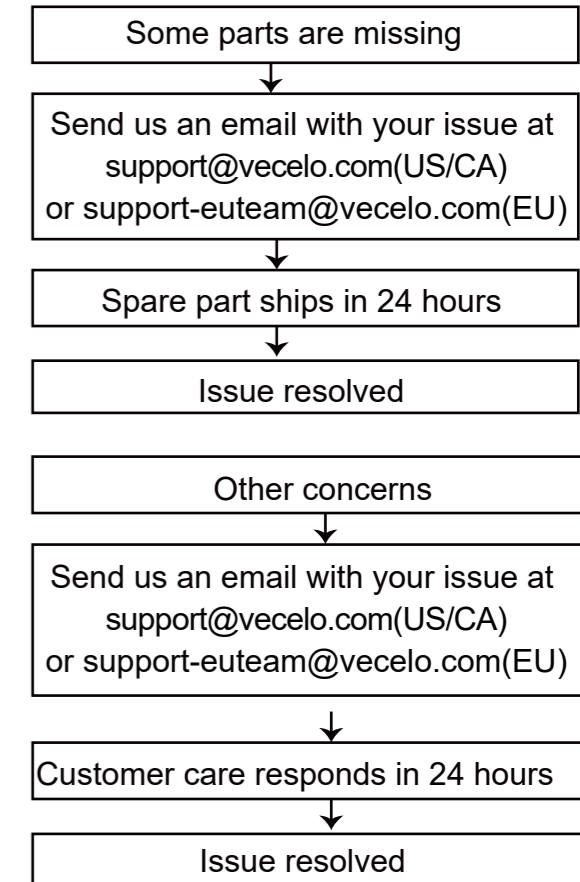 Some parts are missing
Send us an email with your issue at
support@vecelo.com(US/CA)
or support-euteam@vecelo.com(EU)
Spare part ships in 24 hours
Issue resolved
Other concerns
Send us an email with your issue at
support@vecelo.com(US/CA)
or support-euteam@vecelo.com(EU)
Customer care responds in 24 hours
Issue resolved